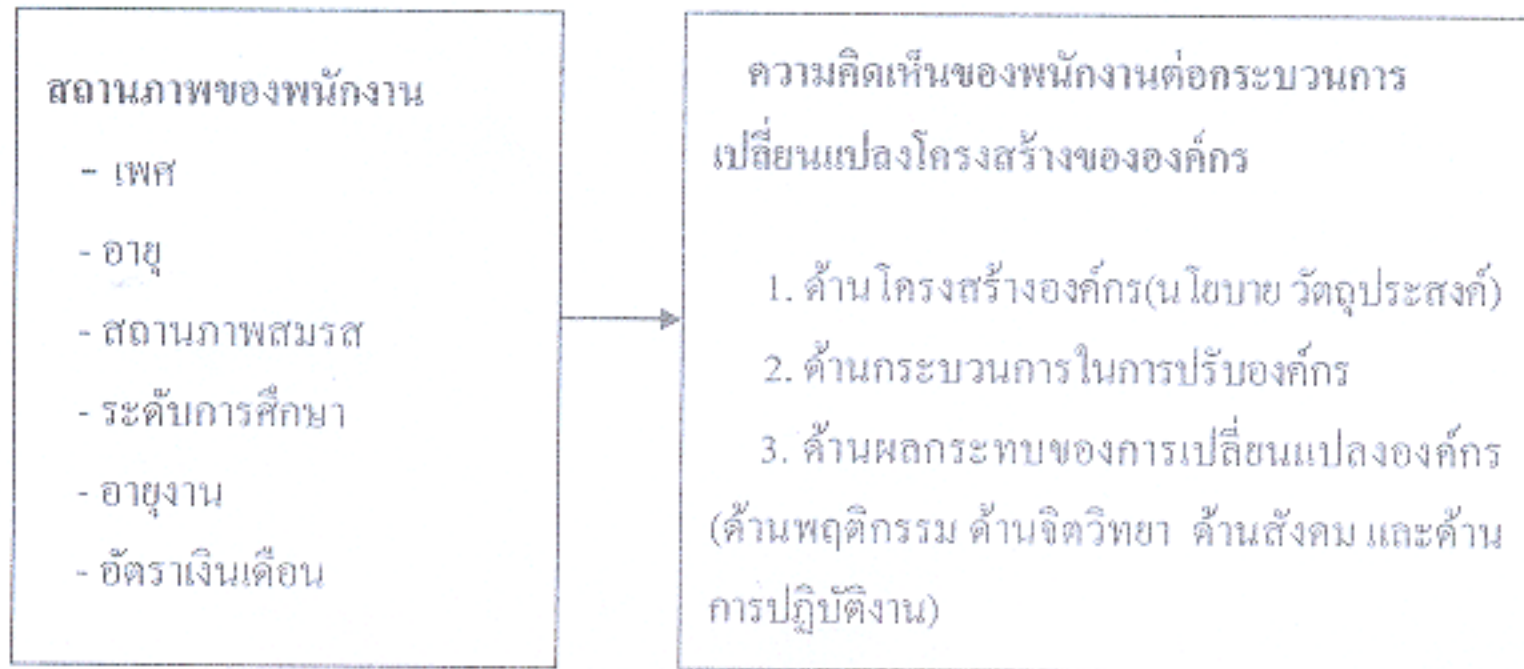 สถานภาพของพนักงาน
- เพศ
- อายุ
- สถานภาพสมรส
- ระดับการศึกษา
- อายุงาน
- อัตราเงินเดือน
ความคิดเห็นของพนักงานต่อกระบวนการ
เปลี่ยนแปลงโครงสร้างขององค์กร
1. ด้านโครงสร้างองค์กร(นโยบาย วัตถุประสงค์)
2. ด้านกระบวนการในการปรับองค์กร
3. ด้านผลกระทบของการเปลี่ยนแปลงองค์กร
(ด้านพฤติกรรม ด้านจิตวิทยา ด้านสังคม และด้าน
การปฏิบัติงาน)